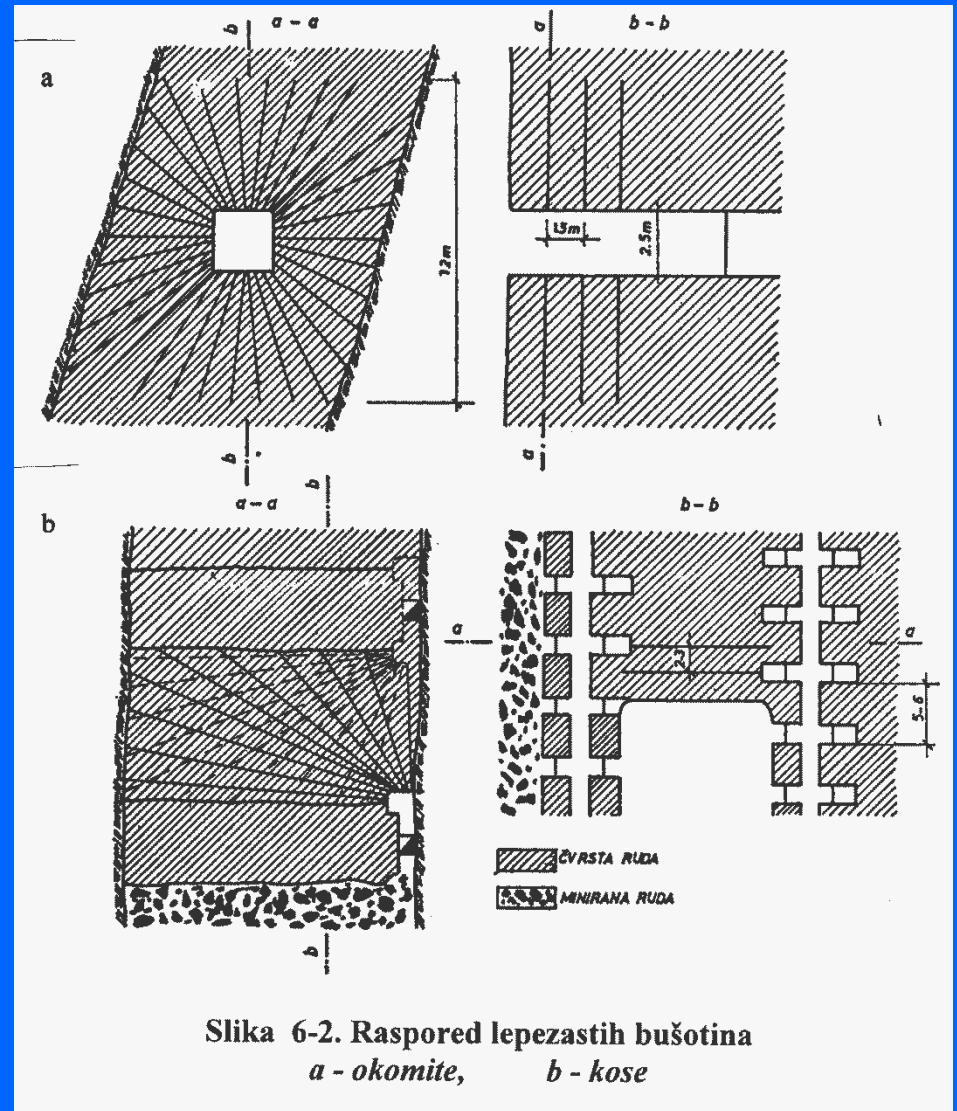 a
b
a – a
12m
b
a
b – b
1.5m
2.5m
a
b
b
a – a
b
b – b
a
2-3
a
5-6
b
ČVRSTA RUDA
MINIRANA RUDA
Slika 6-2. Raspored lepezastih bušotina
a - okomite, b - kose